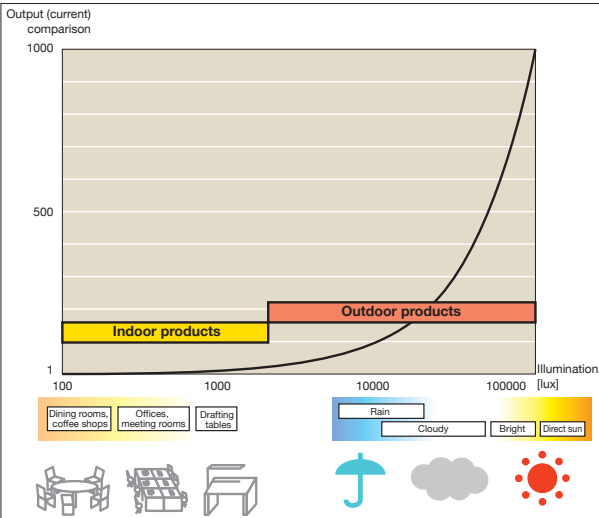 Output (current)
comparison
1000
500
1
Outdoor products
Indoor products
100
1000
10000
100000
Illumination
[lux]
Dining rooms,
coffee shops
Offices,
meeting rooms
Drafting
tables
Rain
Cloudy
Bright
Direct sun